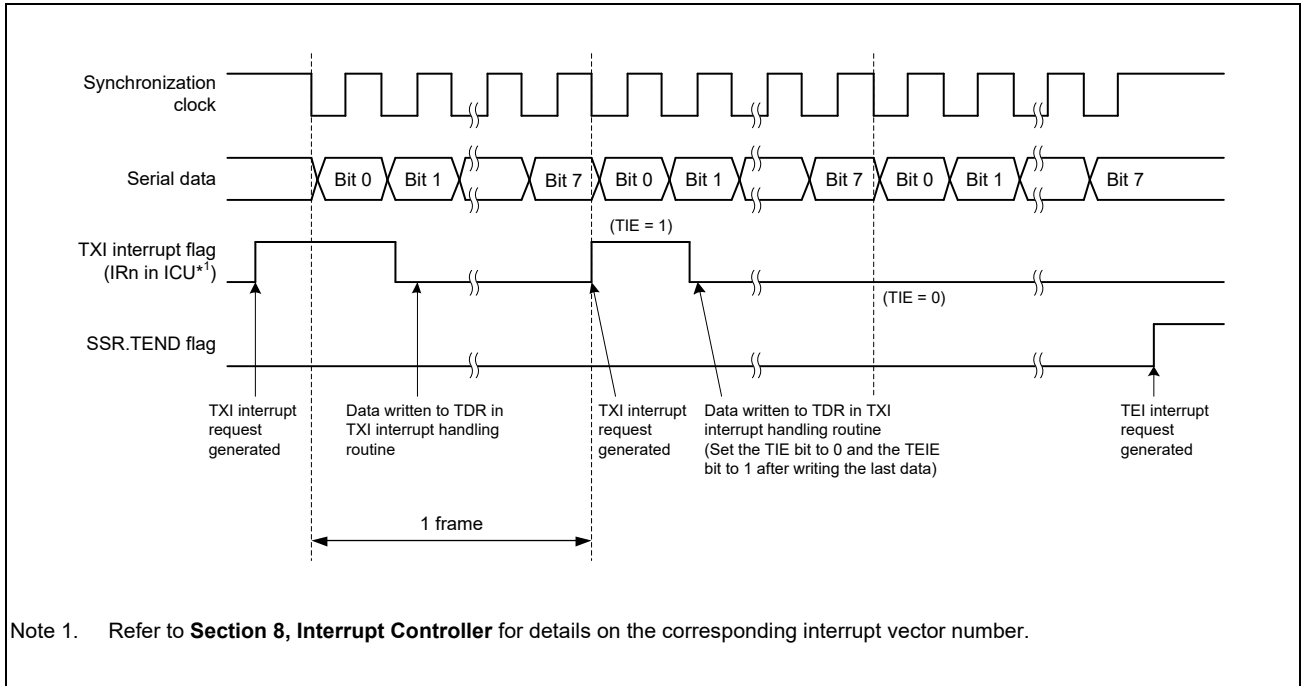 Synchronization
clock
Serial data
Bit 0
Bit 1
Bit 7
Bit 0
Bit 1
Bit 7
Bit 0
Bit 1
Bit 7
(TIE = 1)
TXI interrupt flag
(IRn in ICU*1)
(TIE = 0)
SSR.TEND flag
TXI interrupt
request
generated
Data written to TDR in
TXI interrupt handling
routine
TXI interrupt
request
generated
Data written to TDR in TXI
interrupt handling routine
(Set the TIE bit to 0 and the TEIE
bit to 1 after writing the last data)
TEI interrupt
request
generated
1 frame
Note 1. Refer to Section 8, Interrupt Controller for details on the corresponding interrupt vector number.